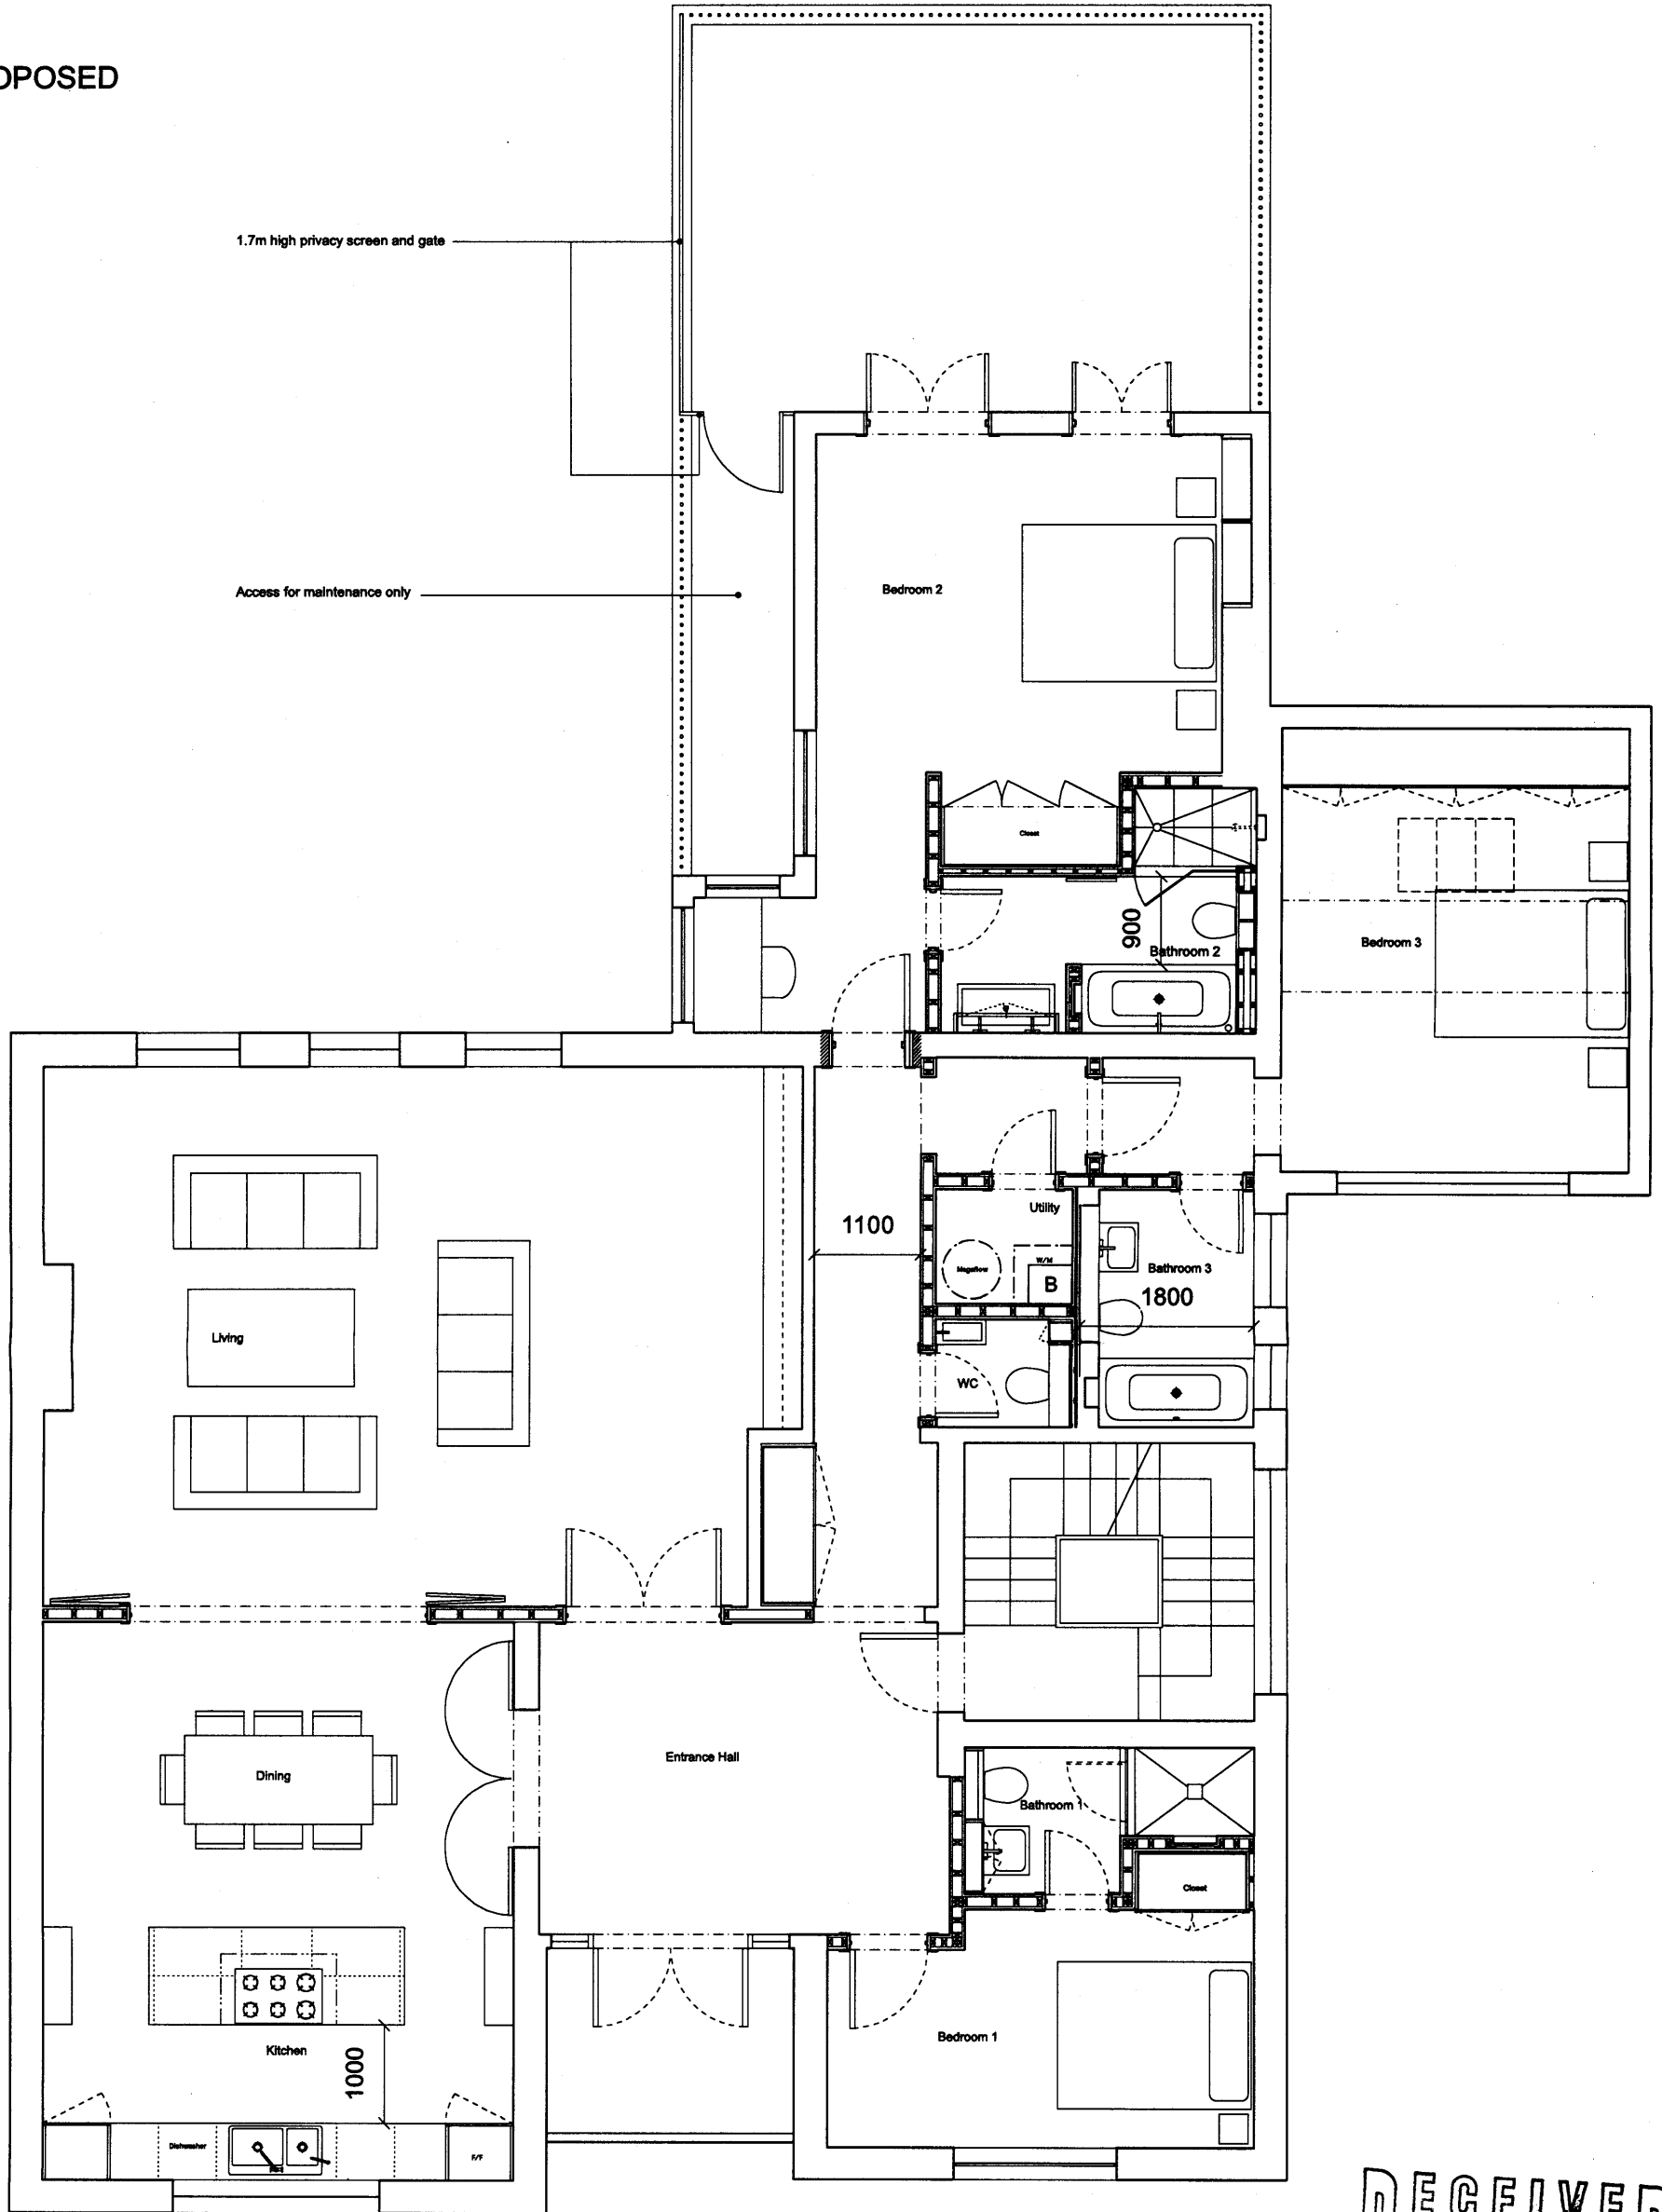 OPOSED
1.7m high privacy screen and gate
Access for maintenance only
Bedroom 2
Closet
900
Bathroom 2
Bedroom 3
1100
Utility
W/M
Megaflow
B
Bathroom 3
1800
Living
WC
Entrance Hall
Dining
Bathroom 1
Closet
Bedroom 1
Kitchen
1000
Dishwasher
F/F
RECEIVED